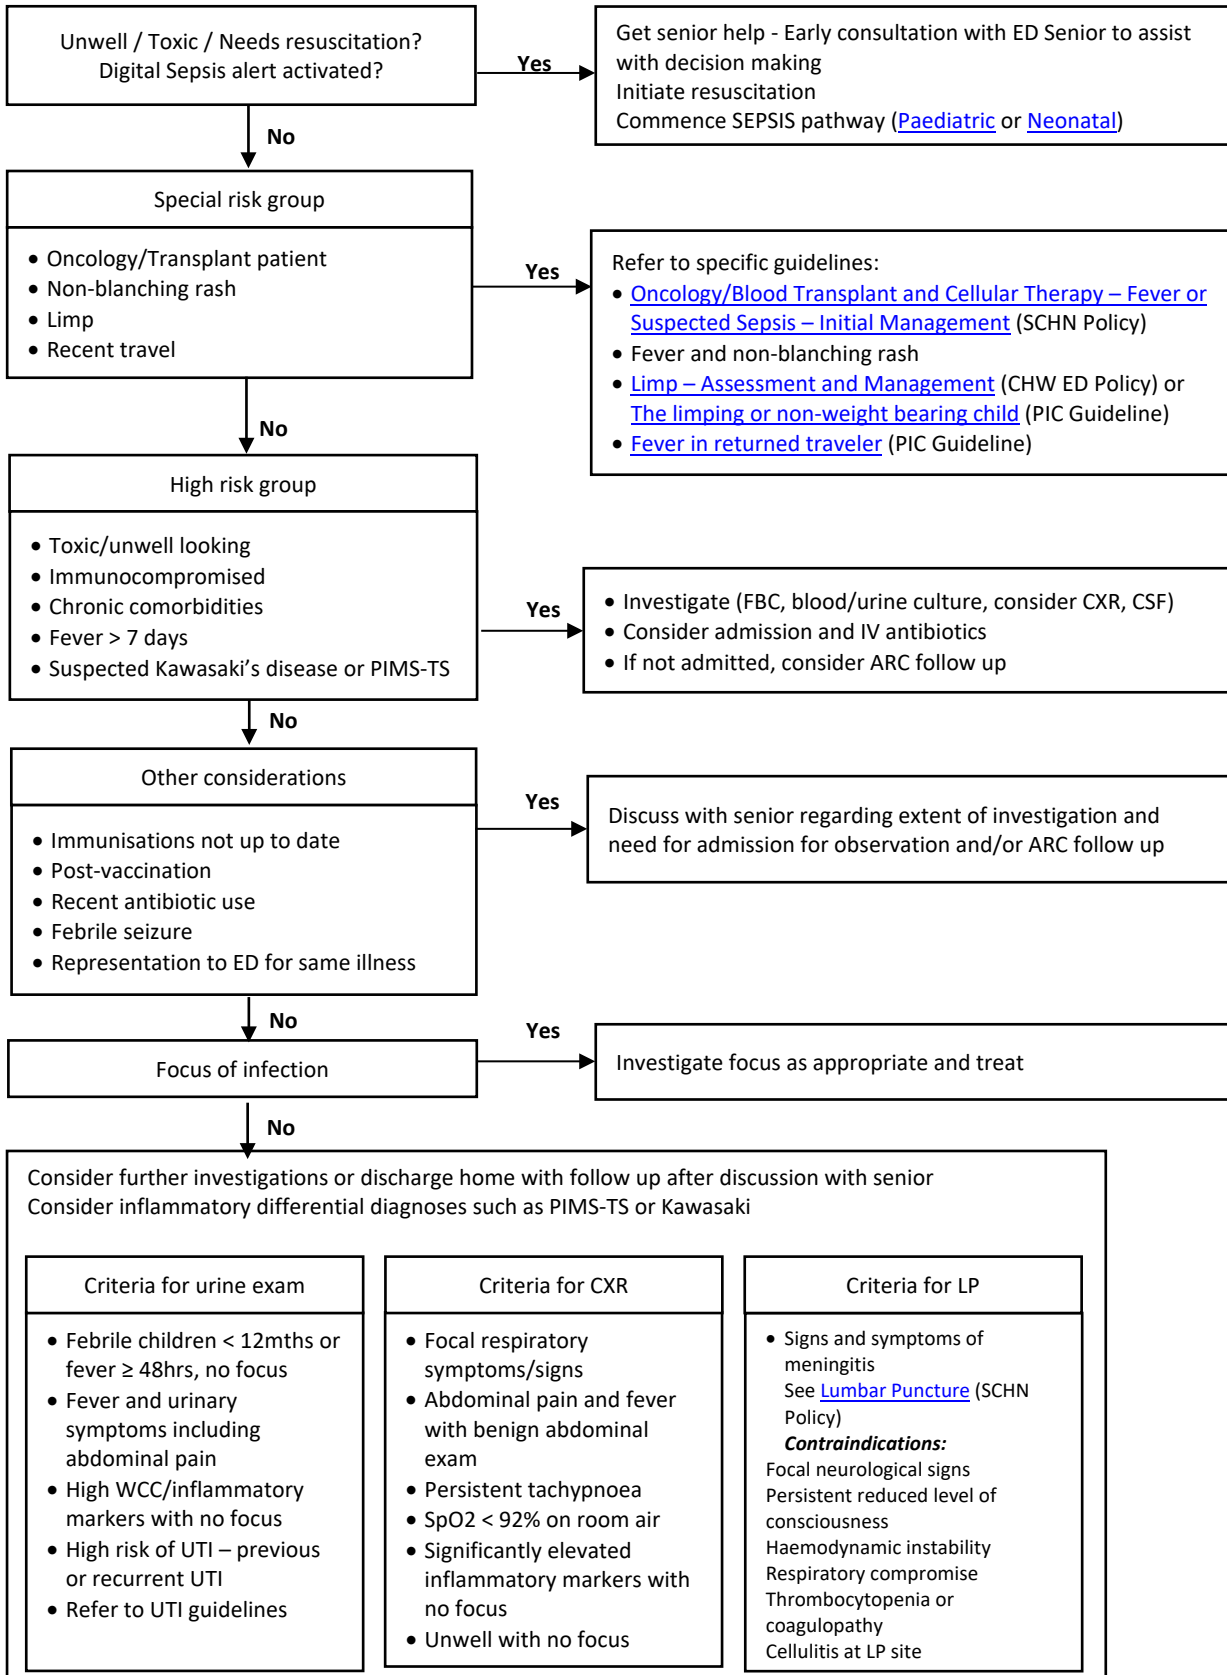 Unwell / Toxic / Needs resuscitation?
Digital Sepsis alert activated?
Yes
Get senior help - Early consultation with ED Senior to assist
with decision making
Initiate resuscitation
Commence SEPSIS pathway (Paediatric or Neonatal)
No
Special risk group
• Oncology/Transplant patient
• Non-blanching rash
• Limp
• Recent travel
Yes
Refer to specific guidelines:
• Oncology/Blood Transplant and Cellular Therapy – Fever or
Suspected Sepsis – Initial Management (SCHN Policy)
• Fever and non-blanching rash
• Limp – Assessment and Management (CHW ED Policy) or
The limping or non-weight bearing child (PIC Guideline)
• Fever in returned traveler (PIC Guideline)
No
High risk group
• Toxic/unwell looking
• Immunocompromised
• Chronic comorbidities
• Fever > 7 days
• Suspected Kawasaki's disease or PIMS-TS
Yes
• Investigate (FBC, blood/urine culture, consider CXR, CSF)
• Consider admission and IV antibiotics
• If not admitted, consider ARC follow up
No
Other considerations
• Immunisations not up to date
• Post-vaccination
• Recent antibiotic use
• Febrile seizure
• Representation to ED for same illness
Yes
Discuss with senior regarding extent of investigation and
need for admission for observation and/or ARC follow up
No
Focus of infection
Yes
Investigate focus as appropriate and treat
No
Consider further investigations or discharge home with follow up after discussion with senior
Consider inflammatory differential diagnoses such as PIMS-TS or Kawasaki
Criteria for urine exam
• Febrile children < 12mths or
fever ≥ 48hrs, no focus
• Fever and urinary
symptoms including
abdominal pain
• High WCC/inflammatory
markers with no focus
• High risk of UTI – previous
or recurrent UTI
• Refer to UTI guidelines
Criteria for CXR
• Focal respiratory
symptoms/signs
• Abdominal pain and fever
with benign abdominal
exam
• Persistent tachypnoea
• SpO2 < 92% on room air
• Significantly elevated
inflammatory markers with
no focus
• Unwell with no focus
Criteria for LP
• Signs and symptoms of
meningitis
See Lumbar Puncture (SCHN
Policy)
Contraindications:
Focal neurological signs
Persistent reduced level of
consciousness
Haemodynamic instability
Respiratory compromise
Thrombocytopenia or
coagulopathy
Cellulitis at LP site